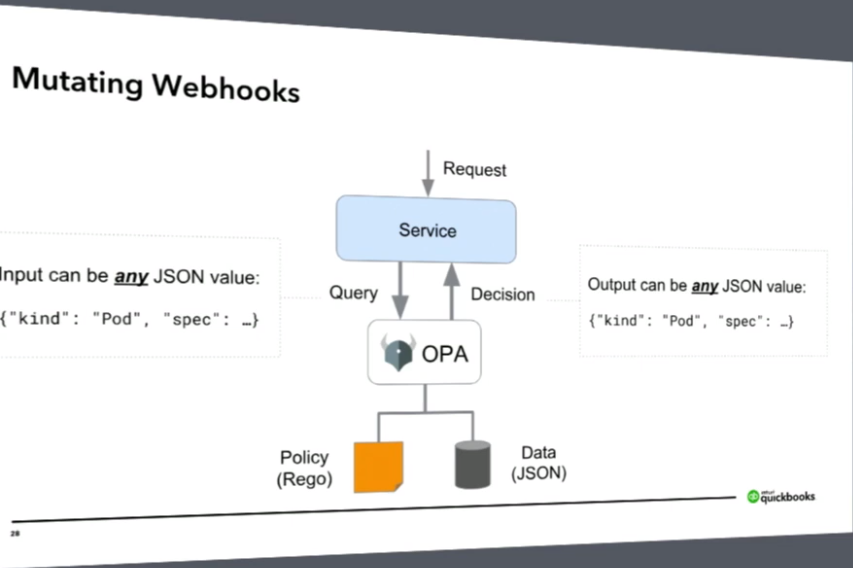 Mutating Webhooks
Request
Service
Input can be any JSON value:
{"kind": "Pod", "spec": …}
Query
Decision
Output can be any JSON value:
{"kind": "Pod", "spec": …}
OPA
Policy
(Rego)
Data
(JSON)
intuit
quickbooks
28